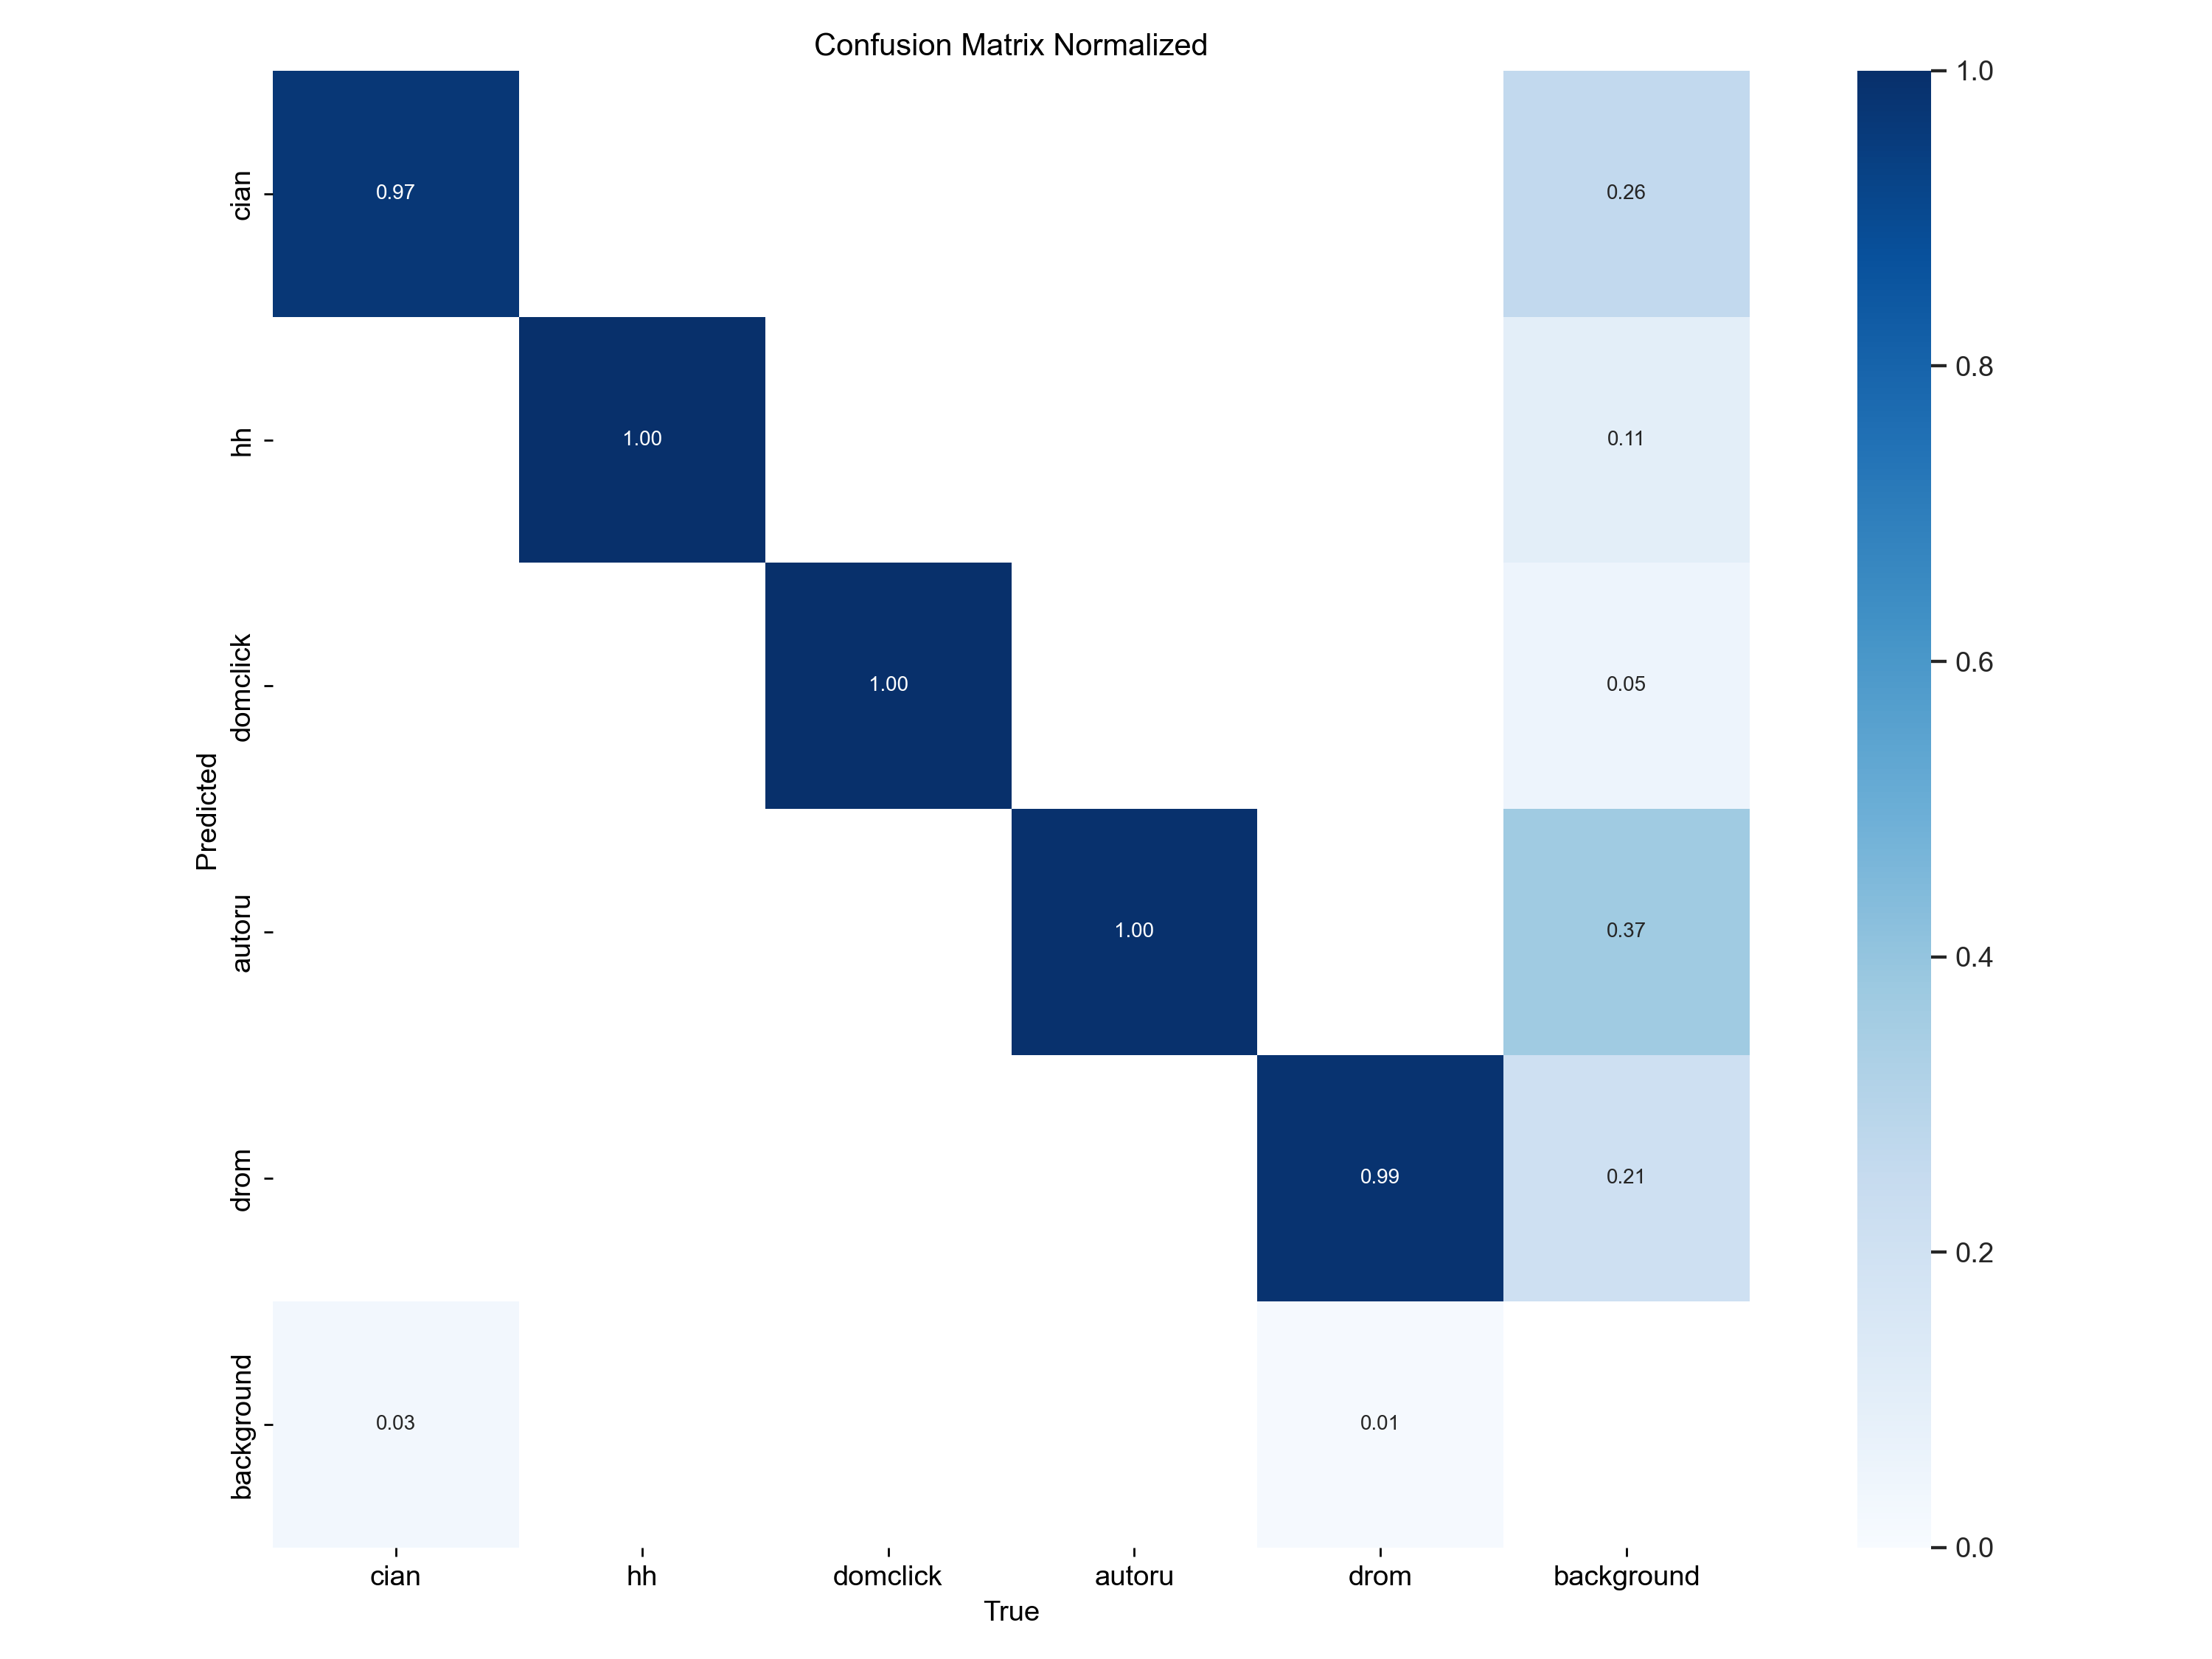 Confusion Matrix Normalized
cian
0.97
0.26
1.0
0.8
hh
1.00
0.11
domclick
1.00
0.05
0.6
Predicted
autoru
1.00
0.37
0.4
drom
0.99
0.21
0.2
background
0.03
0.01
0.0
cian hh domclick autoru drom background
True